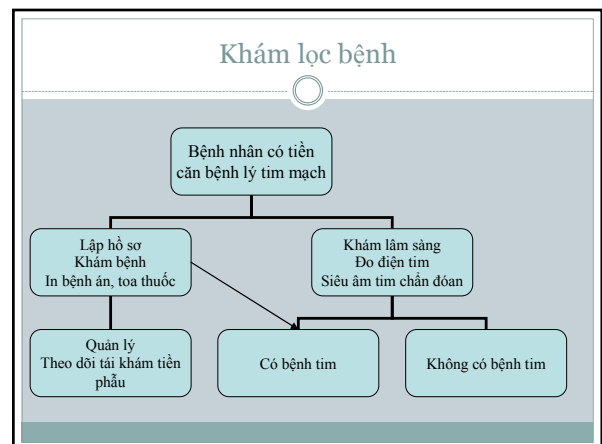 Khám lọc bệnh
Bệnh nhân có tiền
căn bệnh lý tim mạch
Lập hồ sơ
Khám bệnh
In bệnh án, toa thuốc
Khám lâm sàng
Đo điện tim
Siêu âm tim chẩn đóan
Quản lý
Theo dõi tái khám tiền
phẫu
Có bệnh tim
Không có bệnh tim